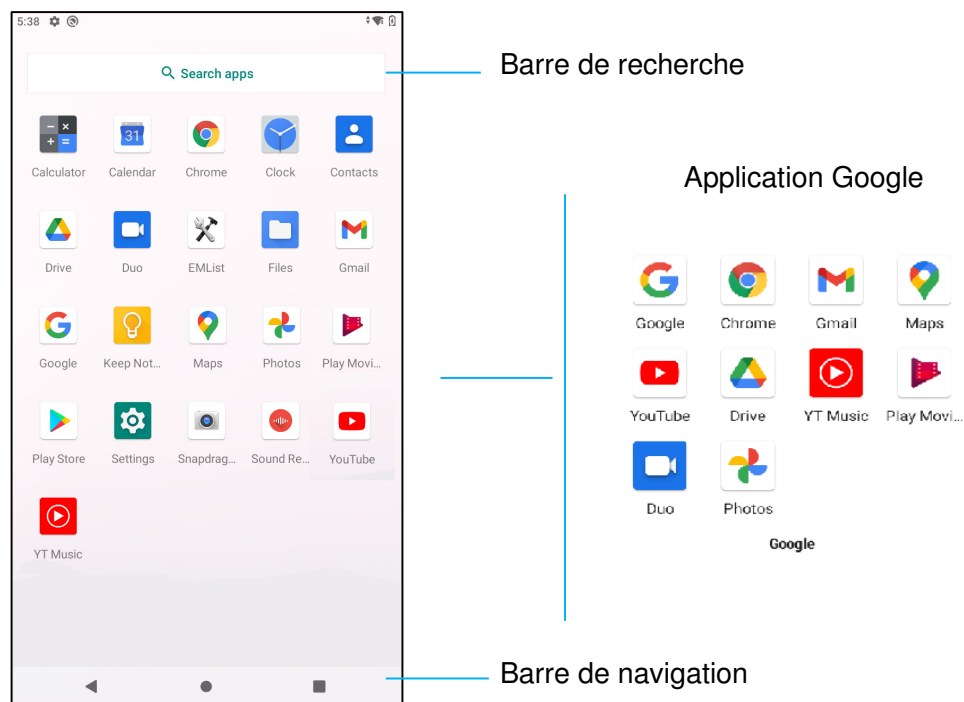 5:38
Search apps
Barre de recherche
Calculator Calendar Chrome Clock Contacts
Drive Duo EMList Files Gmail
Google Keep Not... Maps Photos Play Movi...
Play Store Settings Snapdrag... Sound Re... YouTube
YT Music
Application Google
Google Chrome Gmail Maps
YouTube Drive YT Music Play Movi...
Duo Photos
Google
Barre de navigation